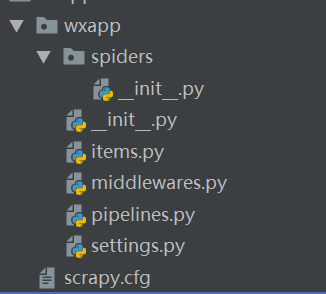 wxapp
spiders
__init__.py
__init__.py
items.py
middlewares.py
pipelines.py
settings.py
scrapy.cfg